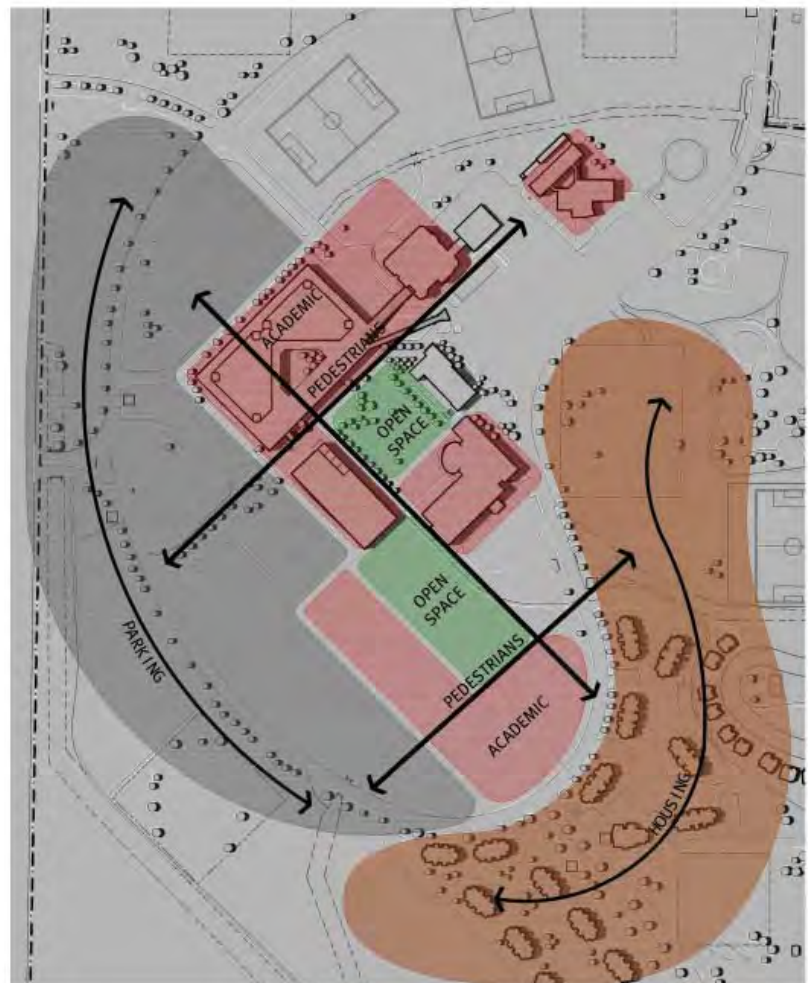 ACADEMIC
PEDESTRIANS
OPEN
SPACE
OPEN
SPACE
PARKING
PEDESTRIANS
ACADEMIC
HOUSING